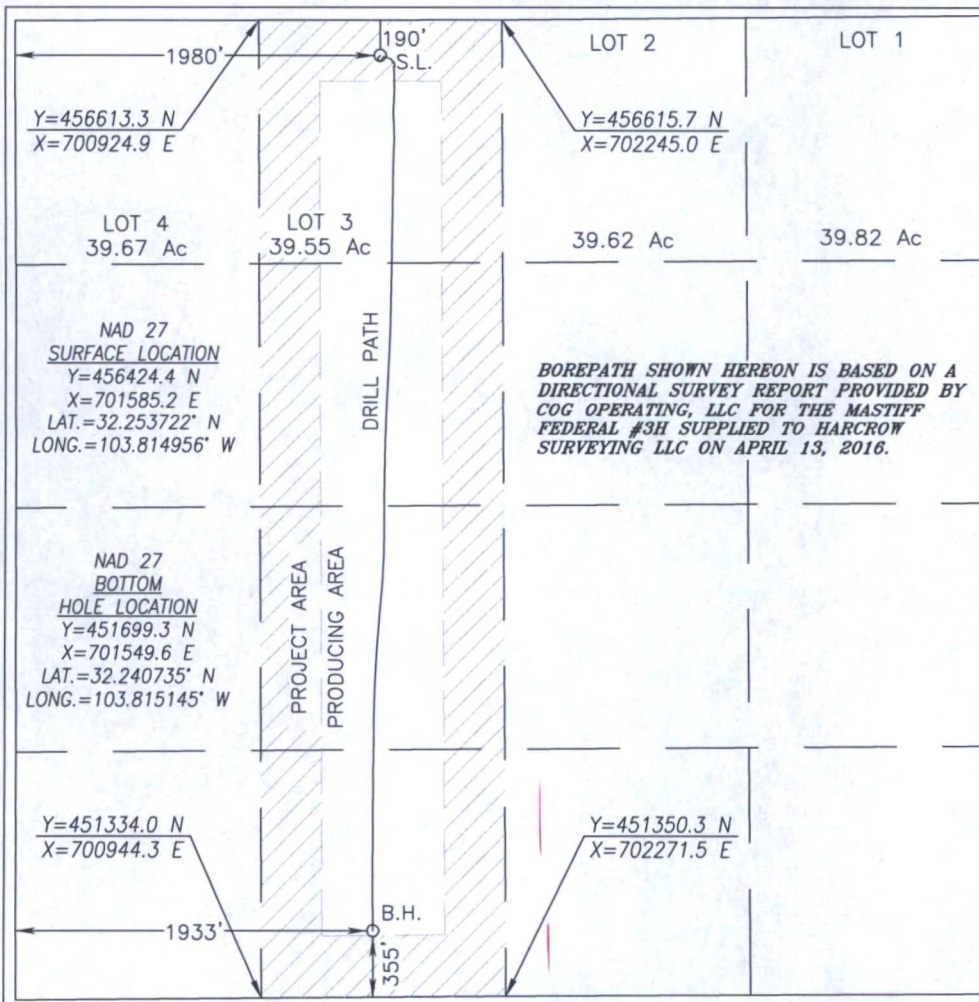 190'
LOT 2
LOT 1
1980'
S.L.
Y=456613.3 N
X=700924.9 E
Y=456615.7 N
X=702245.0 E
LOT 4
39.67 Ac
LOT 3
39.55 Ac
39.62 Ac
39.82 Ac
NAD 27
SURFACE LOCATION
Y=456424.4 N
X=701585.2 E
LAT.=32.253722° N
LONG.=103.814956° W
DRILL PATH
BOREPATH SHOWN HEREON IS BASED ON A
DIRECTIONAL SURVEY REPORT PROVIDED BY
COG OPERATING, LLC FOR THE MASTIFF
FEDERAL #3H SUPPLIED TO HARCROW
SURVEYING LLC ON APRIL 13, 2016.
NAD 27
BOTTOM
HOLE LOCATION
Y=451699.3 N
X=701549.6 E
LAT.=32.240735° N
LONG.=103.815145° W
PROJECT AREA
PRODUCING AREA
Y=451334.0 N
X=700944.3 E
Y=451350.3 N
X=702271.5 E
B.H.
1933'
355'